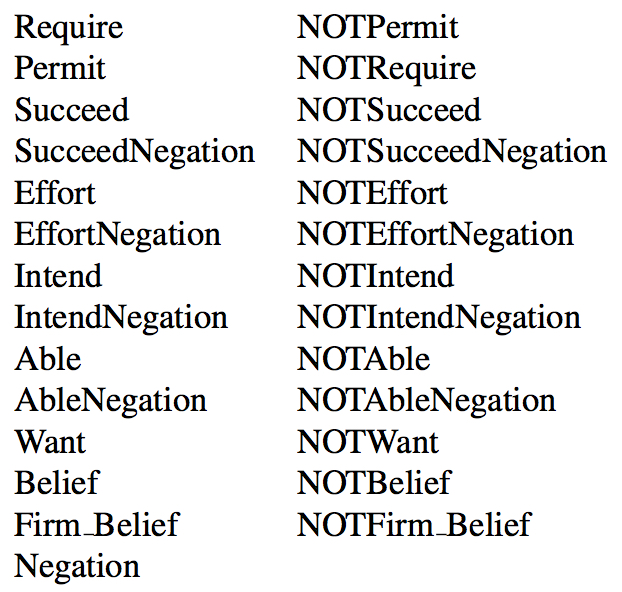 Require NOTPermit
Permit NOTRequire
Succeed NOTSucceed
SucceedNegation NOTSucceedNegation
Effort NOTEffort
EffortNegation NOTEffortNegation
Intend NOTIntend
IntendNegation NOTIntendNegation
Able NOTAble
AbleNegation NOTAbleNegation
Want NOTWant
Belief NOTBelief
Firm_Belief NOTFirm_Belief
Negation